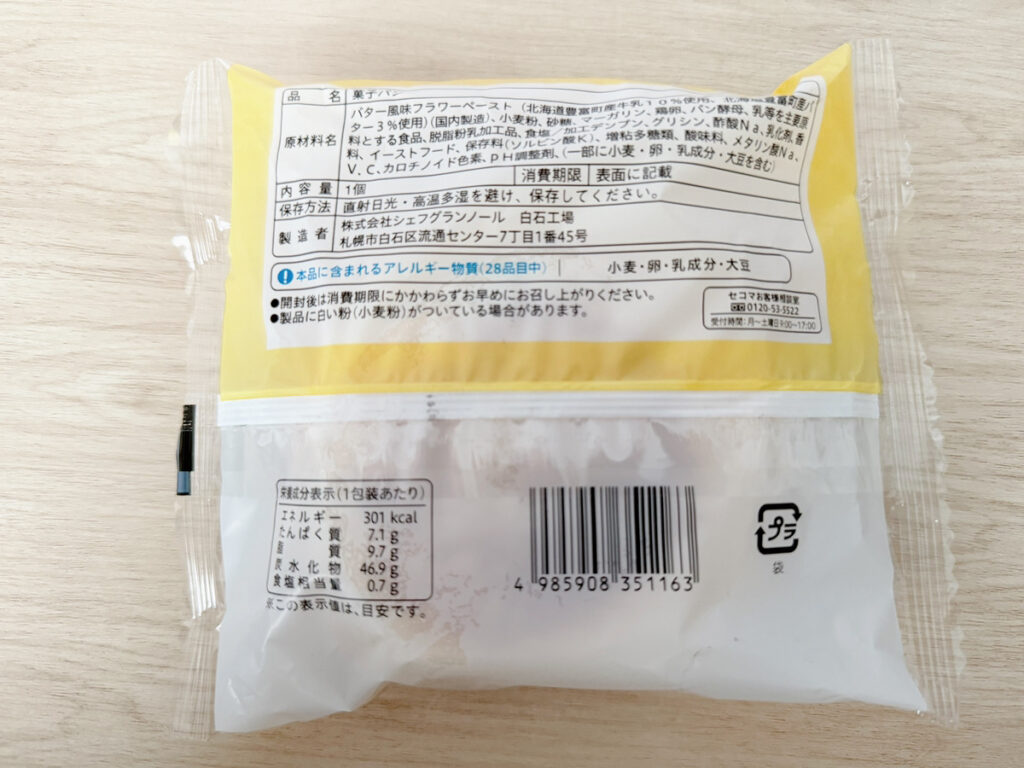 品 名 菓子パン
原材料名 バター風味フラワーペースト（北海道豊富町産牛乳１０％使用、北海道豊富町産バ
ター３％使用）（国内製造）、小麦粉、砂糖、マーガリン、鶏卵、パン酵母、乳等を主要原
料とする食品、脱脂粉乳加工品、食塩／加工デンプン、グリシン、酢酸Ｎａ、乳化剤、香
料、イーストフード、保存料（ソルビン酸Ｋ）、増粘多糖類、酸味料、メタリン酸Ｎａ、
Ｖ．Ｃ、カロチノイド色素、ｐＨ調整剤、（一部に小麦・卵・乳成分・大豆を含む）
内容量 1個 消費期限 表面に記載
保存方法 直射日光・高温多湿を避け、保存してください。
製造者 株式会社シェフグランノール 白石工場
札幌市白石区流通センター7丁目1番45号
本品に含まれるアレルギー物質（28品目中） 小麦・卵・乳成分・大豆
●開封後は消費期限にかかわらずお早めにお召し上がりください。
●製品に白い粉（小麦粉）がついている場合があります。
セコマお客様相談室
0120-53-5522
受付時間：月〜土曜日9:00〜17:00
栄養成分表示（1包装あたり）
エネルギー 301 kcal
たんぱく質 7.1 g
脂質 9.7 g
炭水化物 46.9 g
食塩相当量 0.7 g
※この表示値は、目安です。
4 985908 351163
プラ
袋